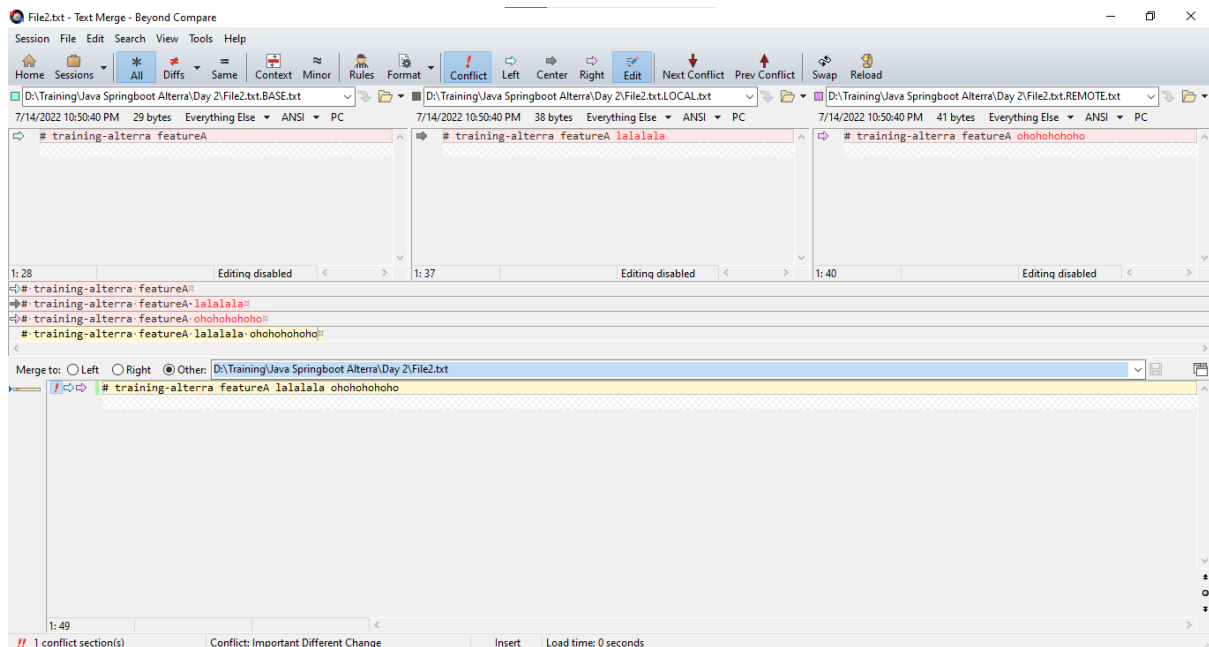 File2.txt - Text Merge - Beyond Compare
Session File Edit Search View Tools Help
Home Sessions All Diffs Same Context Minor Rules Format Conflict Left Center Right Edit Next Conflict Prev Conflict Swap Reload
D:\Training\Java Springboot Alterra\Day 2\File2.txt.BASE.txt D:\Training\Java Springboot Alterra\Day 2\File2.txt.LOCAL.txt D:\Training\Java Springboot Alterra\Day 2\File2.txt.REMOTE.txt
7/14/2022 10:50:40 PM 29 bytes Everything Else ANSI PC 7/14/2022 10:50:40 PM 38 bytes Everything Else ANSI PC 7/14/2022 10:50:40 PM 41 bytes Everything Else ANSI PC
# training-alterra featureA # training-alterra featureA lalalala # training-alterra featureA ohohohohoho
1: 28 Editing disabled 1: 37 Editing disabled 1: 40 Editing disabled
#·training-alterra·featureA¤
#·training-alterra·featureA·lalalala¤
#·training-alterra·featureA·ohohohohoho¤
#·training-alterra·featureA·lalalala·ohohohohoho¤
Merge to: Left Right Other: D:\Training\Java Springboot Alterra\Day 2\File2.txt
# training-alterra featureA lalalala ohohohohoho
1: 49
!! 1 conflict section(s) Conflict: Important Different Change Insert Load time: 0 seconds